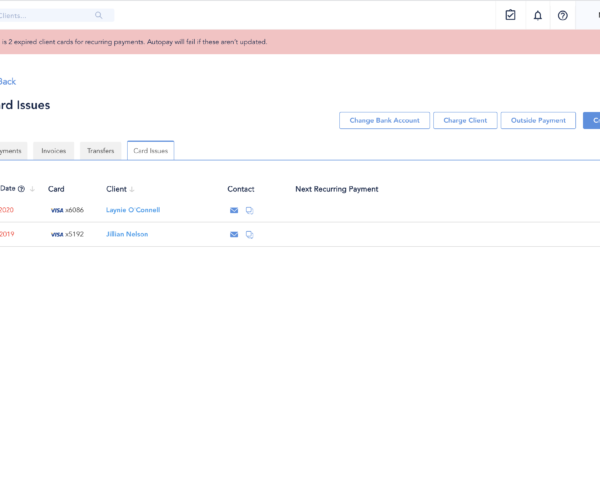 Clients...
is 2 expired client cards for recurring payments. Autopay will fail if these aren't updated.
Back
rd Issues
Change Bank Account Charge Client Outside Payment
yments Invoices Transfers Card Issues
Date Card Client Contact Next Recurring Payment
2020 VISA x6086 Laynie O'Connell
2019 VISA x5192 Jillian Nelson